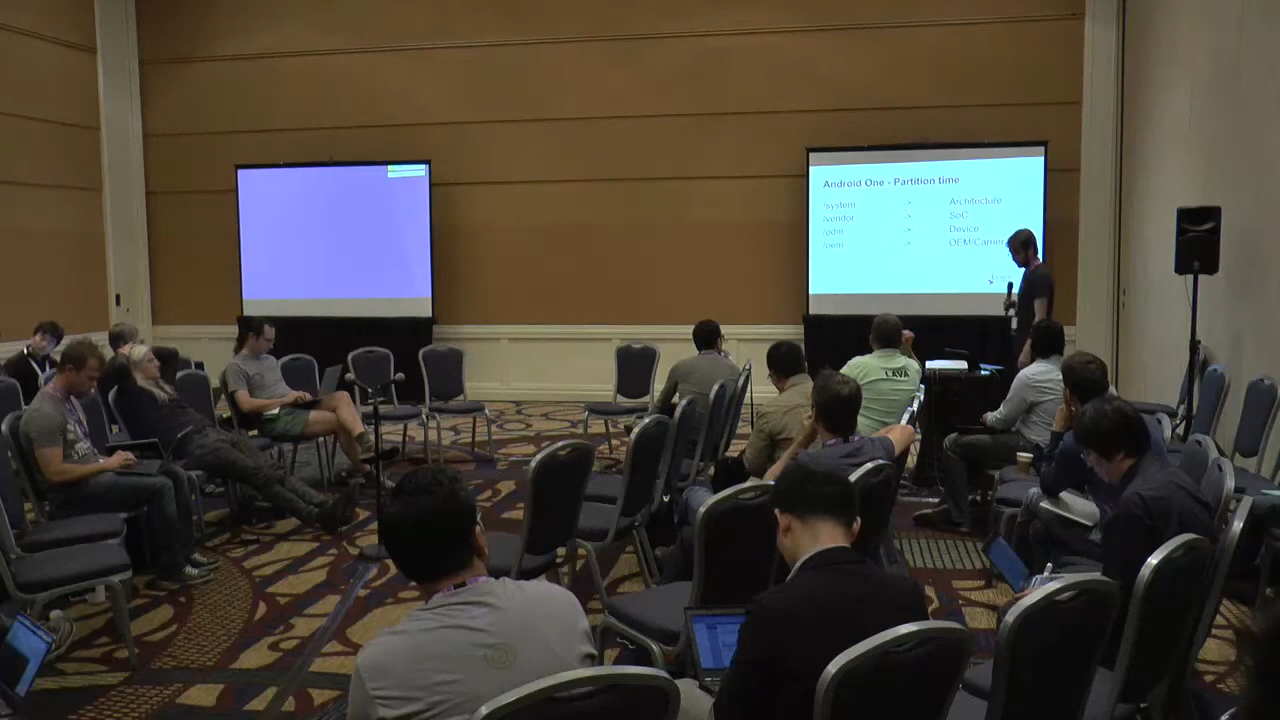 Android One - Partition time
/system -> Architecture
/vendor -> SoC
/odm -> Device
/oem -> OEM/Carrier
LAVA